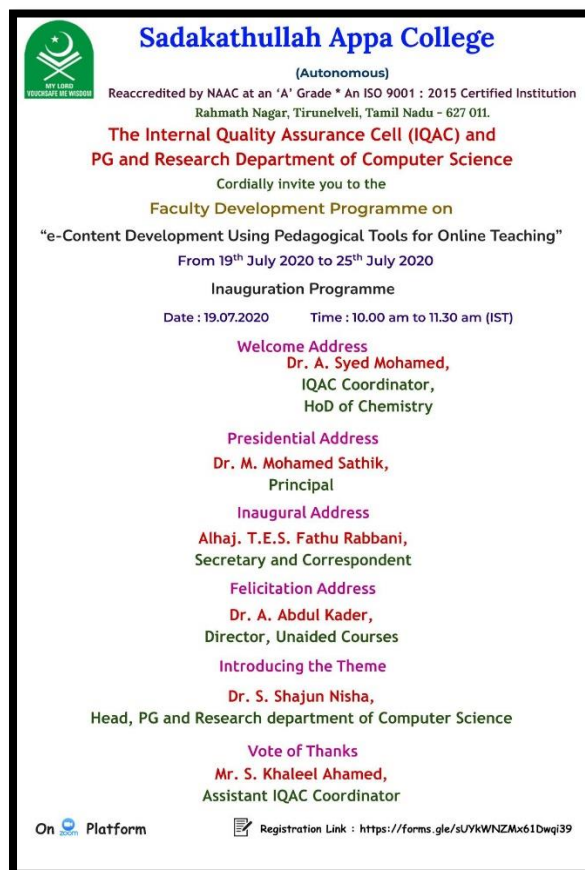 MY LORD
VOUCHSAFE ME WISDOM
Sadakathullah Appa College
(Autonomous)
Reaccredited by NAAC at an ‘A’ Grade * An ISO 9001 : 2015 Certified Institution
Rahmath Nagar, Tirunelveli, Tamil Nadu - 627 011.
The Internal Quality Assurance Cell (IQAC) and
PG and Research Department of Computer Science
Cordially invite you to the
Faculty Development Programme on
“e-Content Development Using Pedagogical Tools for Online Teaching”
From 19th July 2020 to 25th July 2020
Inauguration Programme
Date : 19.07.2020 Time : 10.00 am to 11.30 am (IST)
Welcome Address
Dr. A. Syed Mohamed,
IQAC Coordinator,
HoD of Chemistry
Presidential Address
Dr. M. Mohamed Sathik,
Principal
Inaugural Address
Alhaj. T.E.S. Fathu Rabbani,
Secretary and Correspondent
Felicitation Address
Dr. A. Abdul Kader,
Director, Unaided Courses
Introducing the Theme
Dr. S. Shajun Nisha,
Head, PG and Research department of Computer Science
Vote of Thanks
Mr. S. Khaleel Ahamed,
Assistant IQAC Coordinator
On zoom Platform Registration Link : https://forms.gle/sUYkWNZMx61Dwqi39